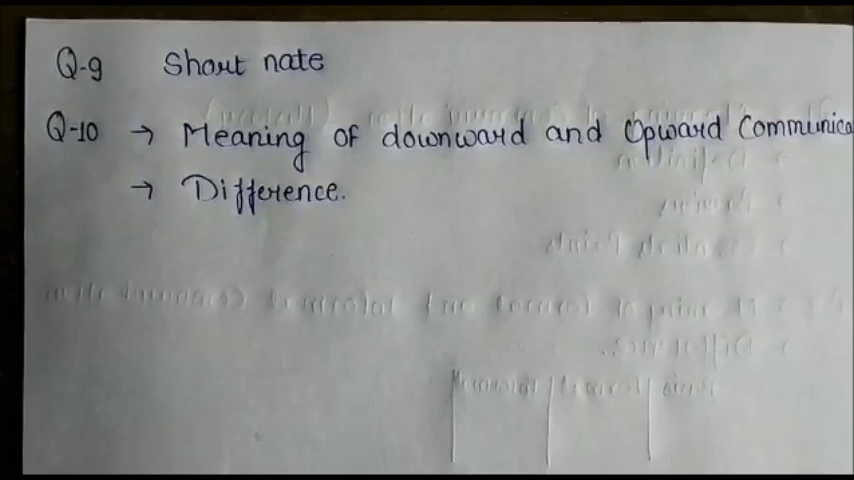 Q-9 Short nate
Q-10 → Meaning of downward and Upward Communica
→ Difference.